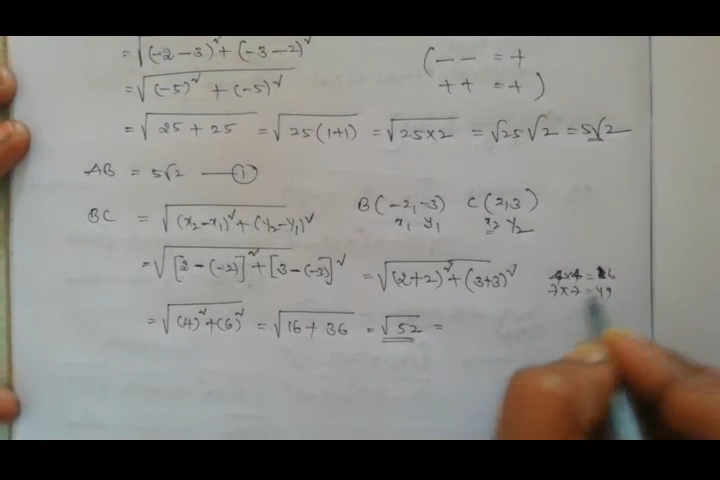 = √(-2-3)² + (-3-2)²
(- - = +
= √(-5)² + (-5)²
+ + = +)
= √25 + 25 = √25(1+1) = √25×2 = √25 √2 = 5√2
AB = 5√2 — ①
BC = √(x₂-x₁)² + (y₂-y₁)² B(-2,-3) C(2,3)
x₁ y₁ x₂ y₂
= √[2-(-2)]² + [3-(-3)]² = √(2+2)² + (3+3)²
4×4 = 16
7×7 = 49
= √(4)² + (6)² = √16 + 36 = √52 =